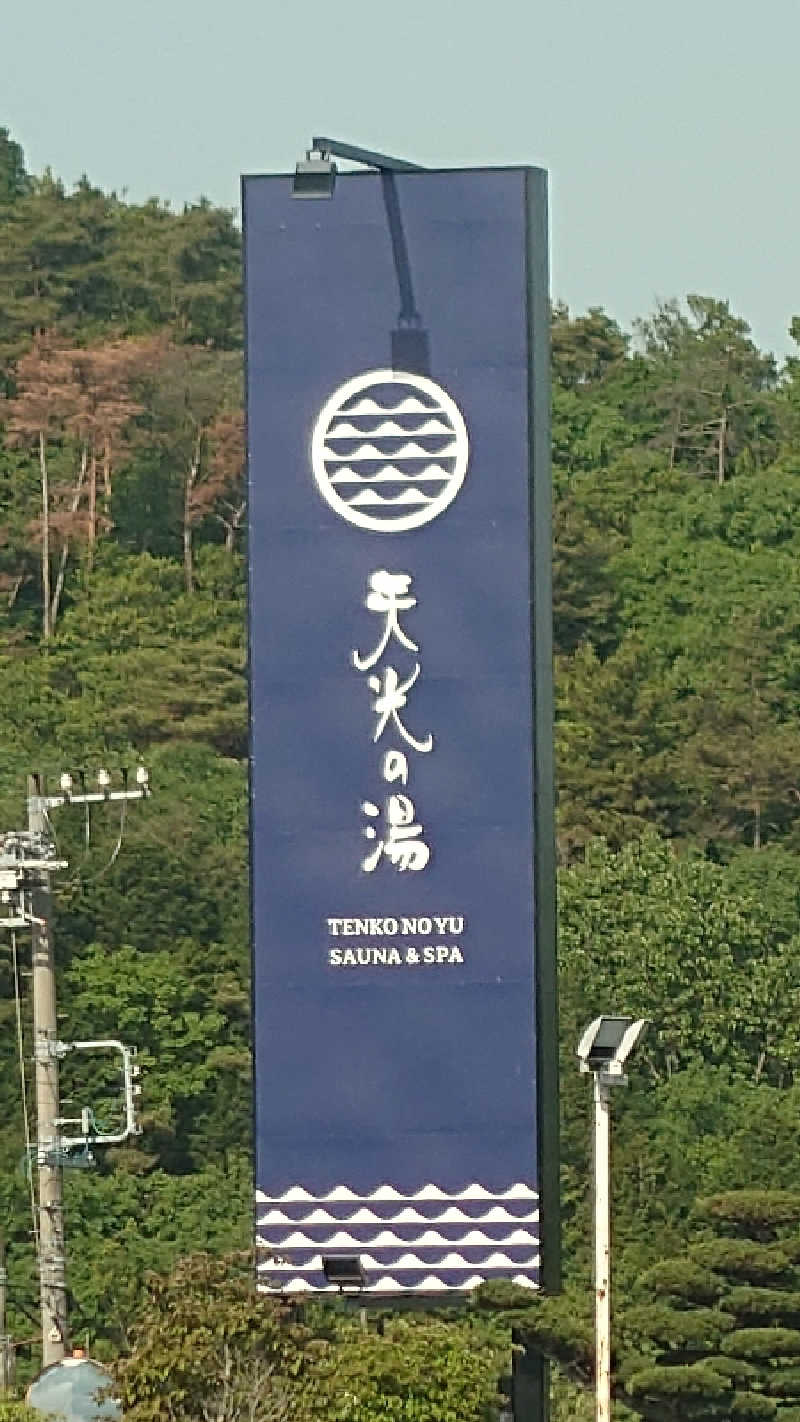 天光の湯
TENKO NO YU
SAUNA & SPA